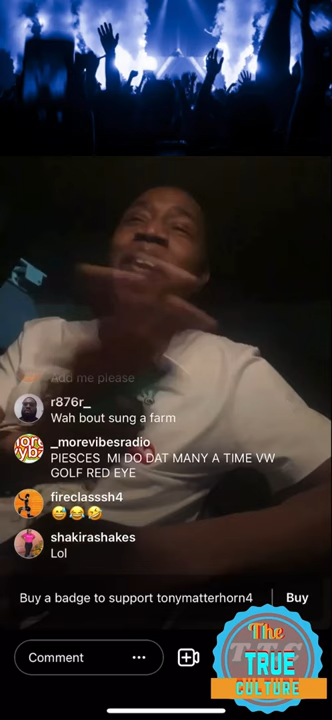 Add me please
r876r_
Wah bout sung a farm
_morevibesradio
PIESCES MI DO DAT MANY A TIME VW
GOLF RED EYE
fireclasssh4
😅😂🤣
shakirashakes
Lol
Buy a badge to support tonymatterhorn4
Buy
Comment
The
TRUE
CULTURE